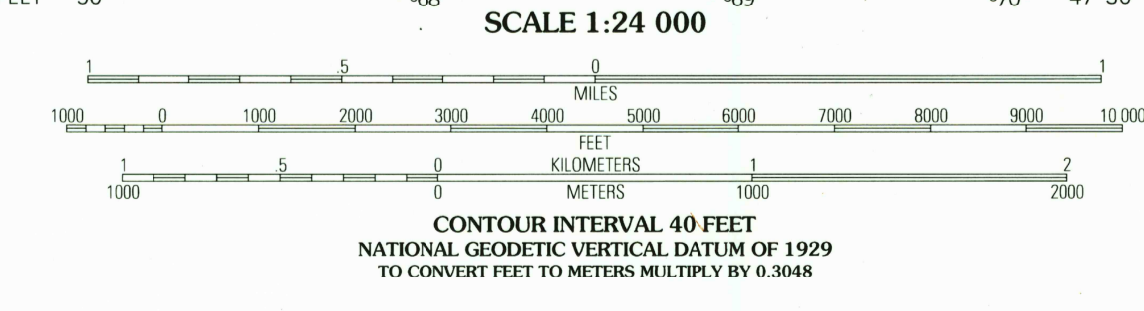 SCALE 1:24 000
1 .5 0 1
MILES
1000 0 1000 2000 3000 4000 5000 6000 7000 8000 9000 10 000
FEET
1 .5 0 KILOMETERS 1 2
1000 0 METERS 1000 2000
CONTOUR INTERVAL 40 FEET
NATIONAL GEODETIC VERTICAL DATUM OF 1929
TO CONVERT FEET TO METERS MULTIPLY BY 0.3048